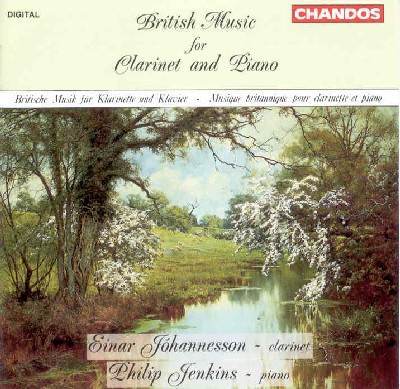 DIGITAL
British Music
CHANDOS
for
Clarinet and Piano
Britische Musik für Klarinette und Klavier - Musique britannique pour clarinette et piano
Einar Jóhannesson - clarinet
Philip Jenkins - piano